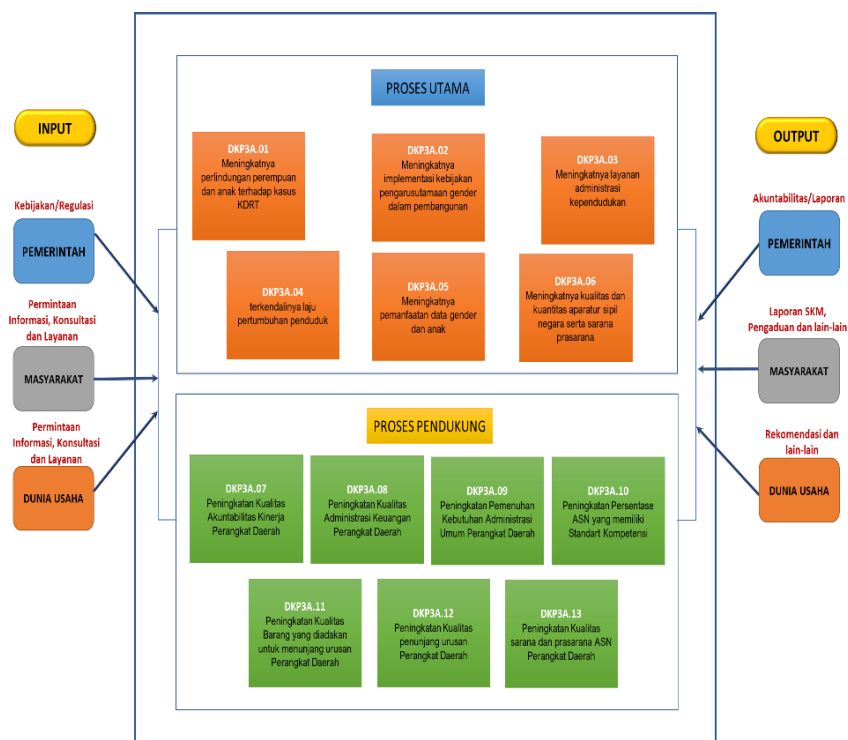 INPUT
Kebijakan/Regulasi
PEMERINTAH
Permintaan
Informasi, Konsultasi
dan Layanan
MASYARAKAT
Permintaan
Informasi, Konsultasi
dan Layanan
DUNIA USAHA
PROSES UTAMA
DKP3A.01
Meningkatnya
perlindungan perempuan
dan anak terhadap kasus
KDRT
DKP3A.02
Meningkatnya
implementasi kebijakan
pengarusutamaan gender
dalam pembangunan
DKP3A.03
Meningkatnya layanan
administrasi
kependudukan
DKP3A.04
terkendalinya laju
pertumbuhan penduduk
DKP3A.05
Meningkatnya
pemanfaatan data gender
dan anak
DKP3A.06
Meningkatnya kualitas dan
kuantitas aparatur sipil
negara serta sarana
prasarana
PROSES PENDUKUNG
DKP3A.07
Peningkatan Kualitas
Akuntabilitas Kinerja
Perangkat Daerah
DKP3A.08
Peningkatan Kualitas
Administrasi Keuangan
Perangkat Daerah
DKP3A.09
Peningkatan Pemenuhan
Kebutuhan Administrasi
Umum Perangkat Daerah
DKP3A.10
Peningkatan Persentase
ASN yang memiliki
Standart Kompetensi
DKP3A.11
Peningkatan Kualitas
Barang yang diadakan
untuk menunjang urusan
Perangkat Daerah
DKP3A.12
Peningkatan Kualitas
penunjang urusan
Perangkat Daerah
DKP3A.13
Peningkatan Kualitas
sarana dan prasarana ASN
Perangkat Daerah
OUTPUT
Akuntabilitas/Laporan
PEMERINTAH
Laporan SKM,
Pengaduan dan lain-lain
MASYARAKAT
Rekomendasi dan
lain-lain
DUNIA USAHA